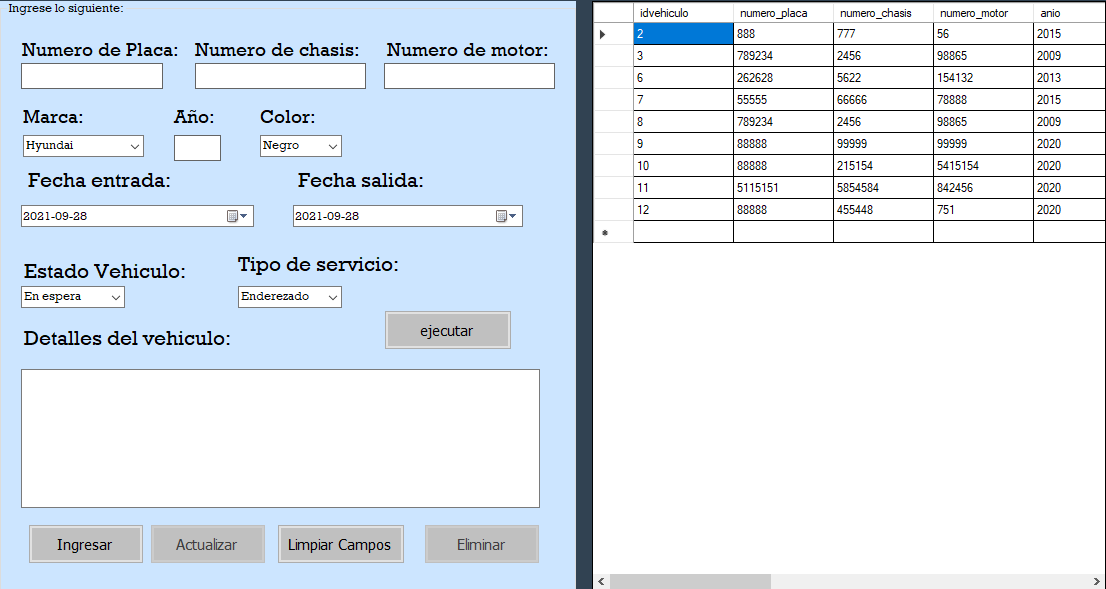 Ingrese lo siguiente:
Numero de Placa: Numero de chasis: Numero de motor:
Marca: Año: Color:
Hyundai Negro
Fecha entrada: Fecha salida:
2021-09-28 2021-09-28
Estado Vehiculo: Tipo de servicio:
En espera Enderezado
ejecutar
Detalles del vehiculo:
Ingresar Actualizar Limpiar Campos Eliminar
idvehiculo numero_placa numero_chasis numero_motor anio
2 888 777 56 2015
3 789234 2456 98865 2009
6 262628 5622 154132 2013
7 55555 66666 78888 2015
8 789234 2456 98865 2009
9 88888 99999 99999 2020
10 88888 215154 5415154 2020
11 5115151 5854584 842456 2020
12 88888 455448 751 2020